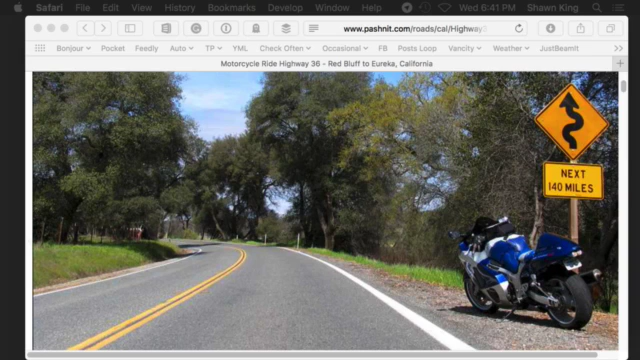 Safari File Edit View History Bookmarks Develop Window Help Wed 6:41 PM Shawn King
www.pashnit.com/roads/cal/Highway3
Bonjour Pocket Feedly Auto TP YML Check Often Occasional FB Posts Loop Vancity Weather JustBeamIt
Motorcycle Ride Highway 36 - Red Bluff to Eureka, California
NEXT
140 MILES